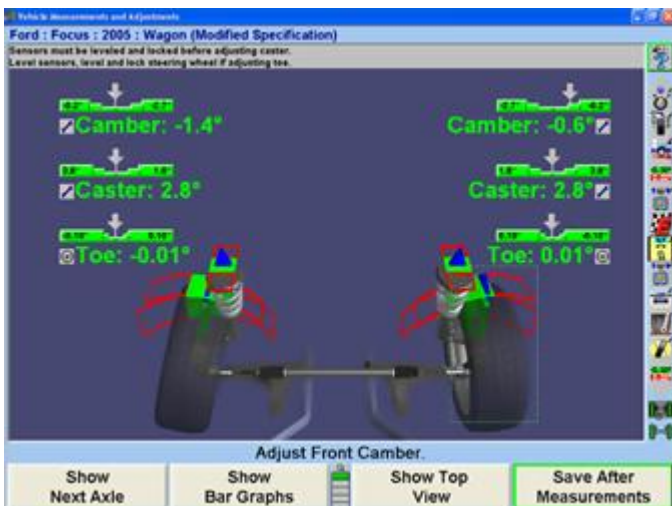 Vehicle Measurements and Adjustments
Ford : Focus : 2005 : Wagon (Modified Specification)
Sensors must be leveled and locked before adjusting caster.
Level sensors, level and lock steering wheel if adjusting toe.
Camber: -1.4°
Camber: -0.6°
Caster: 2.8°
Caster: 2.8°
Toe: -0.01°
Toe: 0.01°
Adjust Front Camber.
Show Next Axle
Show Bar Graphs
Show Top View
Save After Measurements